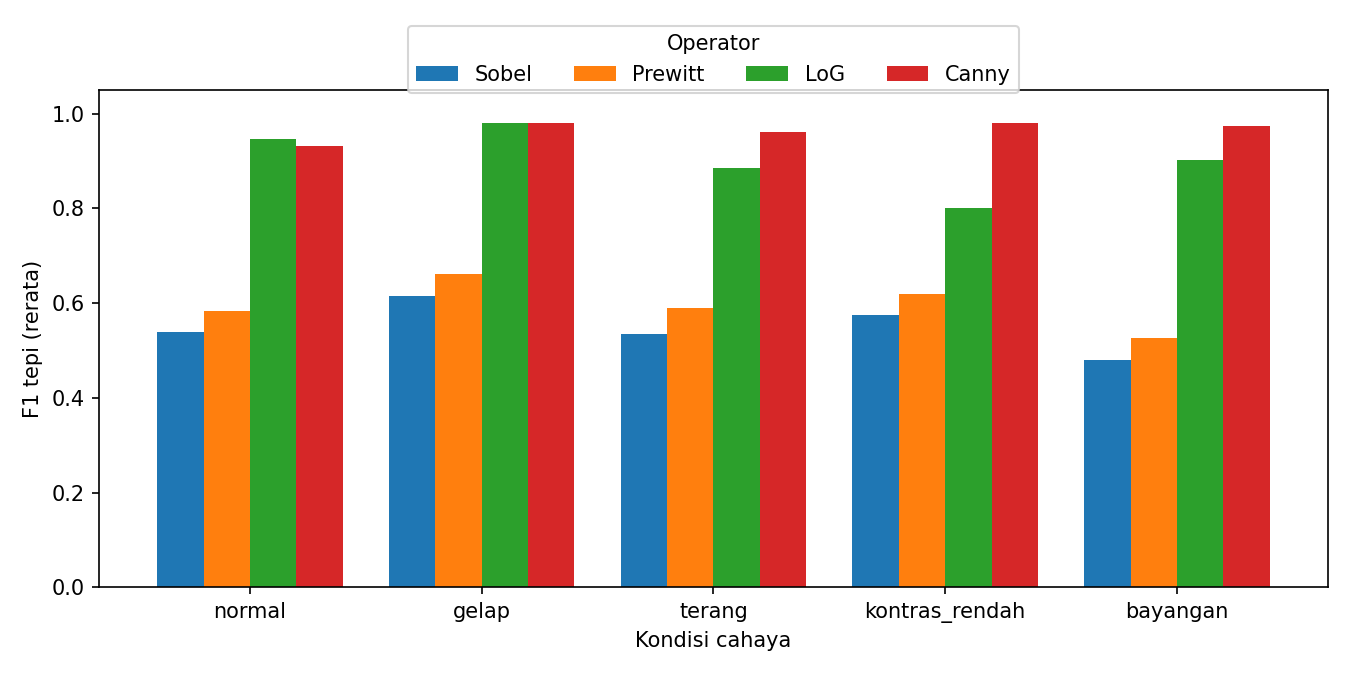 Operator
Sobel Prewitt LoG Canny
1.0
0.8
0.6
0.4
0.2
0.0
F1 tepi (rerata)
normal gelap terang kontras_rendah bayangan
Kondisi cahaya